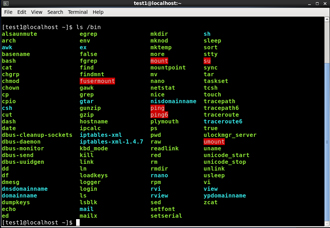 test1@localhost:~
File Edit View Search Terminal Help
[test1@localhost ~]$ ls /bin
alsaunmute egrep mkdir sh
arch env mknod sleep
awk ex mktemp sort
basename false more stty
bash fgrep mount su
cat find mountpoint sync
chgrp findmnt mv tar
chmod fusermount nano taskset
chown gawk netstat tcsh
cp grep nice touch
cpio gtar nisdomainname tracepath
csh gunzip ping tracepath6
cut gzip ping6 traceroute
dash hostname plymouth traceroute6
date ipcalc ps true
dbus-cleanup-sockets iptables-xml pwd ulockmgr_server
dbus-daemon iptables-xml-1.4.7 raw umount
dbus-monitor kbd_mode readlink uname
dbus-send kill red unicode_start
dbus-uuidgen link rm unicode_stop
dd ln rmdir unlink
df loadkeys rnano usleep
dmesg logger rpm vi
dnsdomainname login rvi view
domainname ls rview ypdomainname
dumpkeys lsblk sed zcat
echo mail setfont
ed mailx setserial
[test1@localhost ~]$